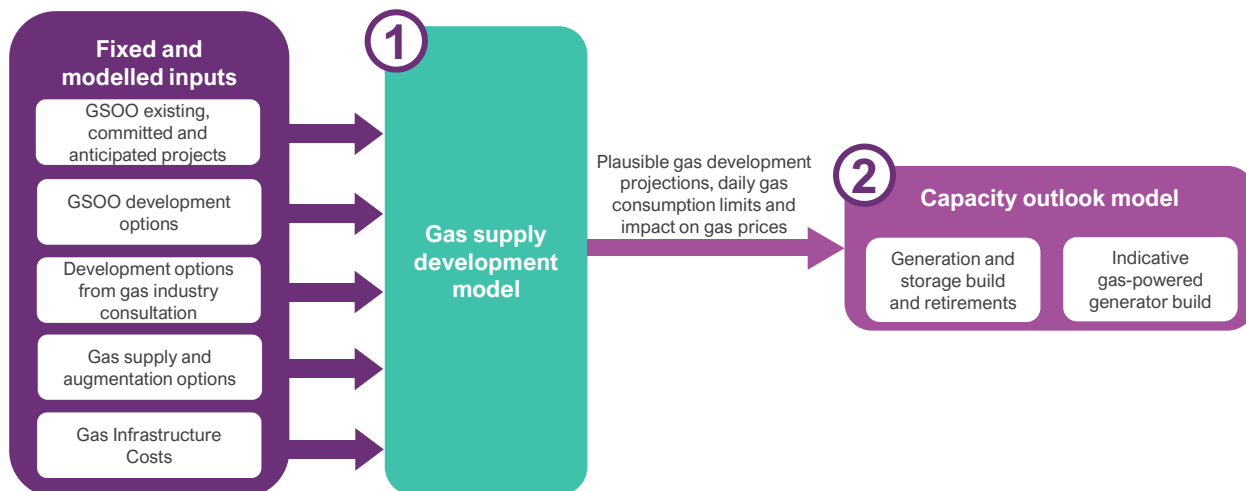 Fixed and
modelled inputs
GSOO existing,
committed and
anticipated projects
GSOO development
options
Development options
from gas industry
consultation
Gas supply and
augmentation options
Gas Infrastructure
Costs
1
Gas supply
development
model
Plausible gas development
projections, daily gas
consumption limits and
impact on gas prices
2
Capacity outlook model
Generation and
storage build
and retirements
Indicative
gas-powered
generator build